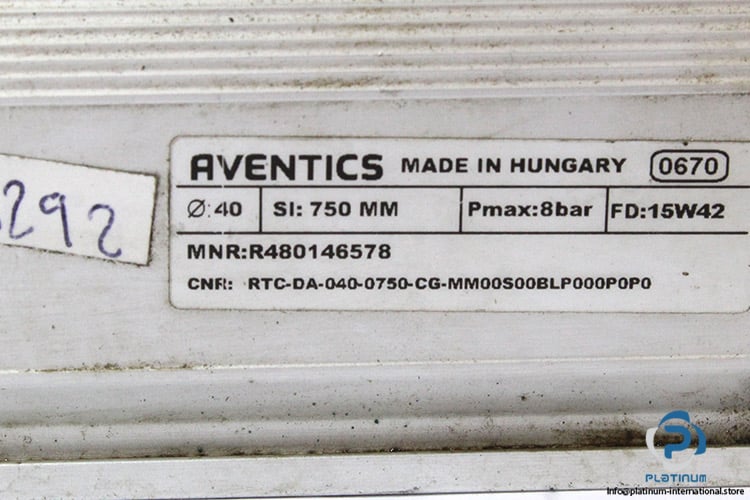 AVENTICS MADE IN HUNGARY 0670
Ø:40 SI: 750 MM Pmax:8bar FD:15W42
MNR:R480146578
CNR: RTC-DA-040-0750-CG-MM00S00BLP000P0P0
292
PLATINUM
Info@platinum-international.store